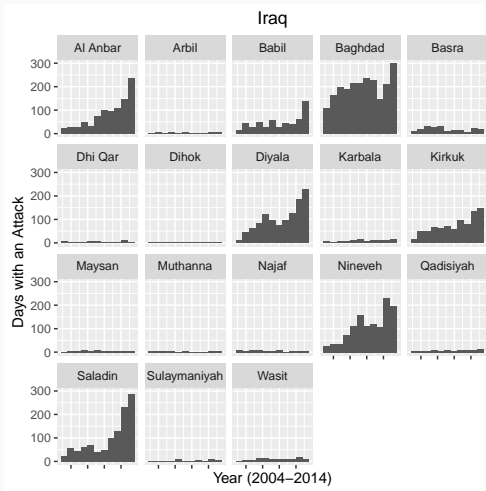 Iraq
Al Anbar Arbil Babil Baghdad Basra
300
200
100
0
Dhi Qar Dihok Diyala Karbala Kirkuk
300
200
100
0
Maysan Muthanna Najaf Nineveh Qadisiyah
300
200
100
0
Saladin Sulaymaniyah Wasit
300
200
100
0
Days with an Attack
Year (2004–2014)